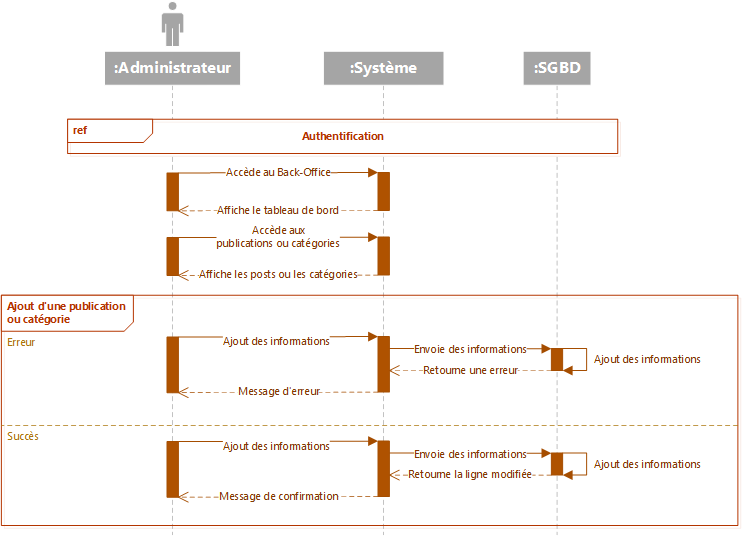 :Administrateur
:Système
:SGBD
ref
Authentification
Accède au Back-Office
Affiche le tableau de bord
Accède aux
publications ou catégories
Affiche les posts ou les catégories
Ajout d'une publication
ou catégorie
Erreur
Ajout des informations
Envoie des informations
Ajout des informations
Retourne une erreur
Message d'erreur
Succès
Ajout des informations
Envoie des informations
Ajout des informations
Retourne la ligne modifiée
Message de confirmation